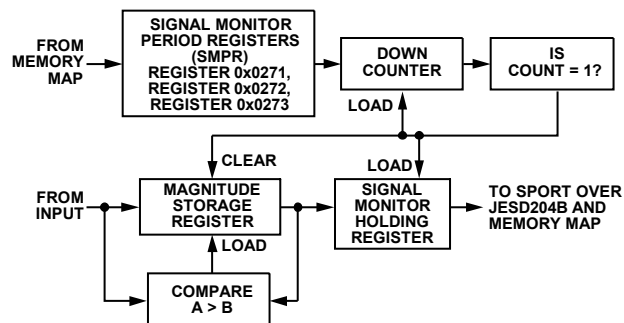 FROM
MEMORY
MAP
SIGNAL MONITOR
PERIOD REGISTERS
(SMPR)
REGISTER 0x0271,
REGISTER 0x0272,
REGISTER 0x0273
DOWN
COUNTER
IS
COUNT = 1?
LOAD
CLEAR
LOAD
FROM
INPUT
MAGNITUDE
STORAGE
REGISTER
SIGNAL
MONITOR
HOLDING
REGISTER
TO SPORT OVER
JESD204B AND
MEMORY MAP
LOAD
COMPARE
A > B